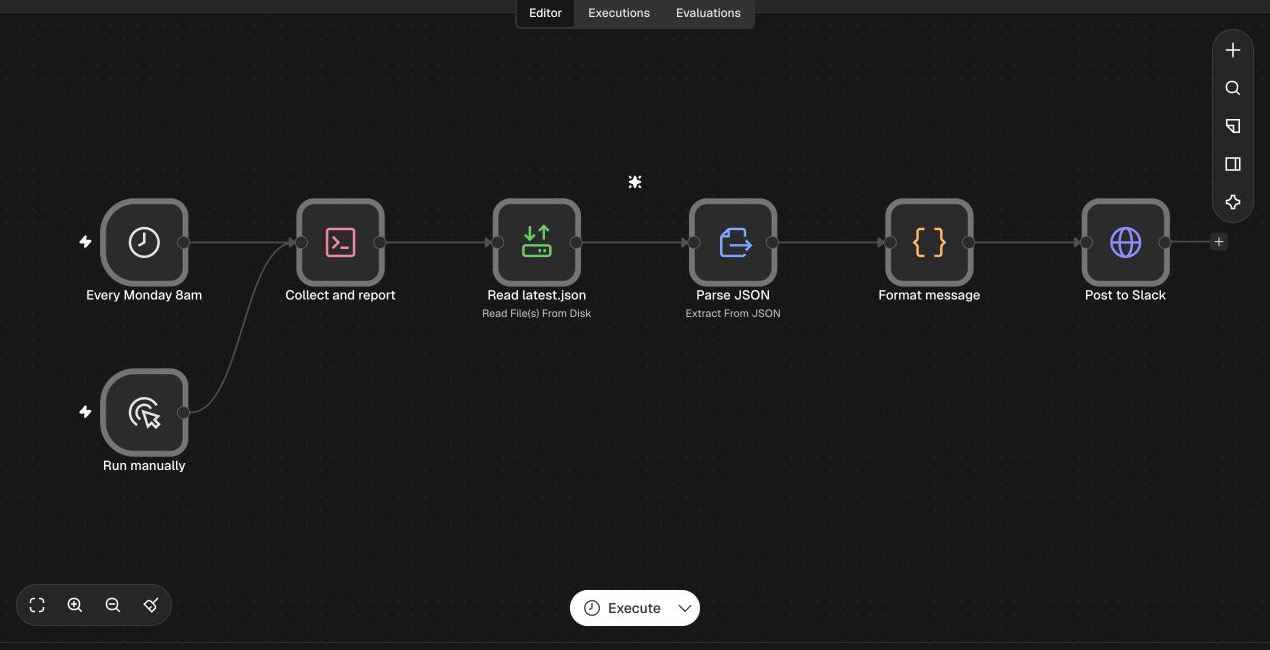 Editor
Executions
Evaluations
Every Monday 8am
Collect and report
Read latest.json
Read File(s) From Disk
Parse JSON
Extract From JSON
Format message
Post to Slack
Run manually
Execute